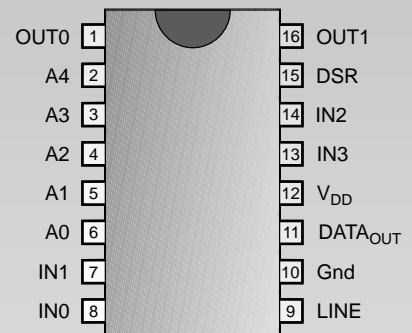 OUT0 1 16 OUT1
A4 2 15 DSR
A3 3 14 IN2
A2 4 13 IN3
A1 5 12 VDD
A0 6 11 DATAOUT
IN1 7 10 Gnd
IN0 8 9 LINE